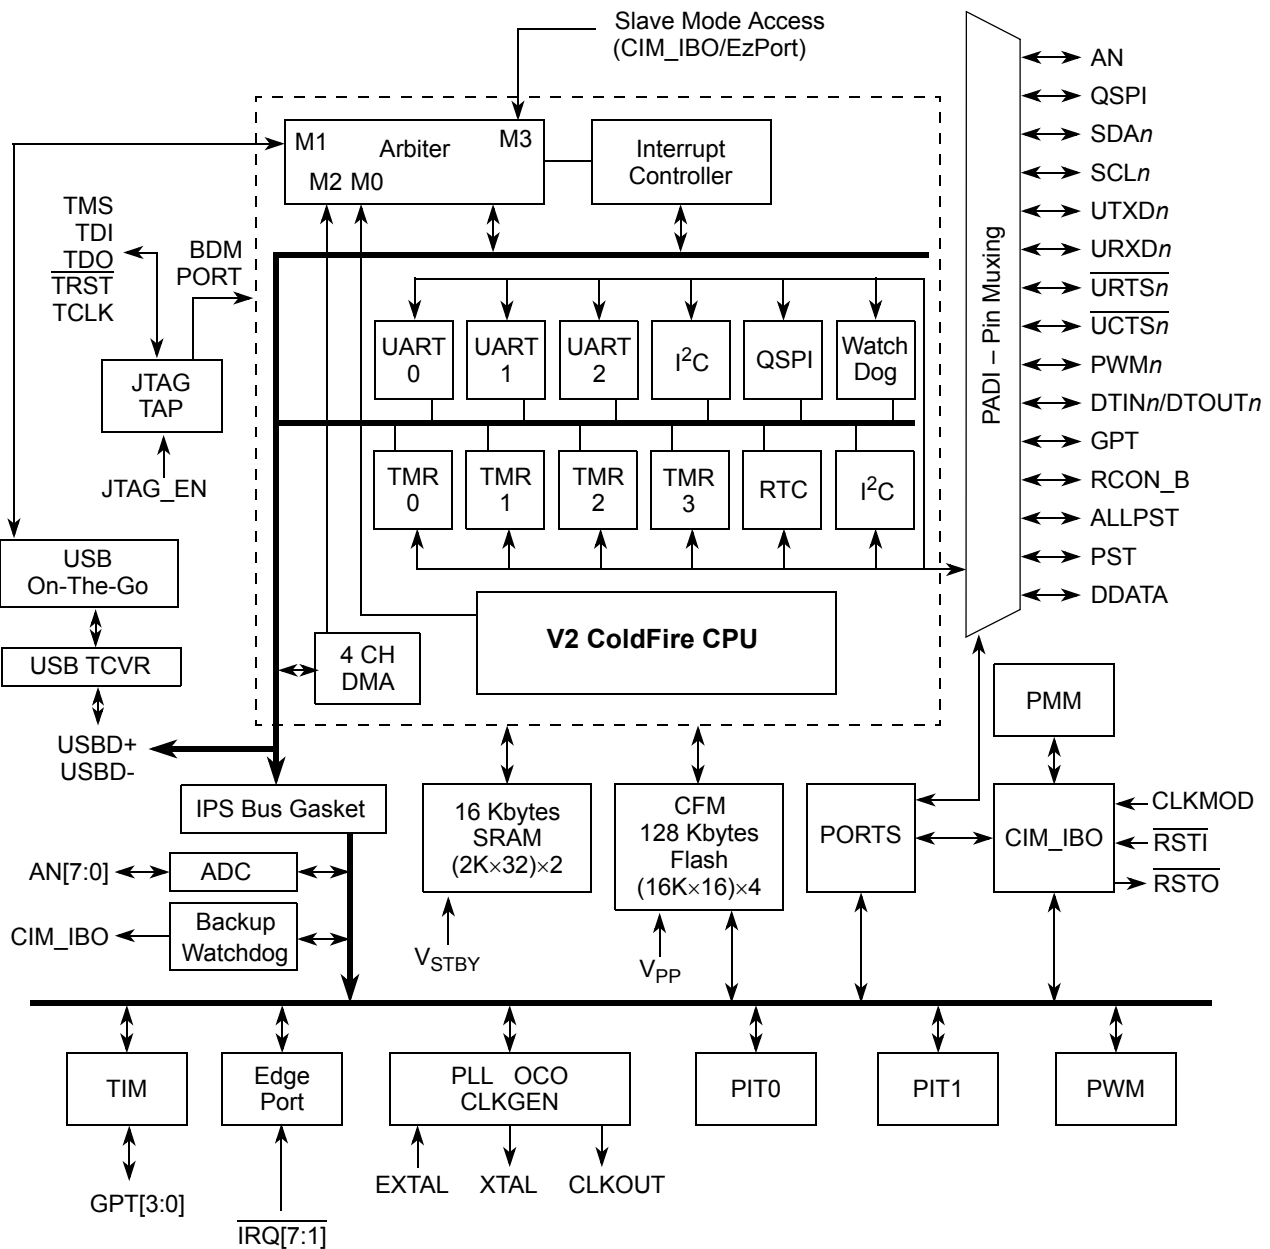 Slave Mode Access
(CIM_IBO/EzPort)
M1
Arbiter
M3
M2 M0
Interrupt
Controller
TMS
TDI
TDO
TRST
TCLK
BDM
PORT
JTAG
TAP
JTAG_EN
UART
0
UART
1
UART
2
I²C
QSPI
Watch
Dog
TMR
0
TMR
1
TMR
2
TMR
3
RTC
I²C
PADI – Pin Muxing
AN
QSPI
SDAn
SCLn
UTXDn
URXDn
URTSn
UCTSn
PWMn
DTINn/DTOUTn
GPT
RCON_B
ALLPST
PST
DDATA
USB
On-The-Go
USB TCVR
USBD+
USBD-
4 CH
DMA
V2 ColdFire CPU
PMM
IPS Bus Gasket
16 Kbytes
SRAM
(2K×32)×2
CFM
128 Kbytes
Flash
(16K×16)×4
PORTS
CIM_IBO
CLKMOD
RSTI
RSTO
AN[7:0]
ADC
CIM_IBO
Backup
Watchdog
VSTBY
VPP
TIM
Edge
Port
PLL OCO
CLKGEN
PIT0
PIT1
PWM
GPT[3:0]
IRQ[7:1]
EXTAL
XTAL
CLKOUT